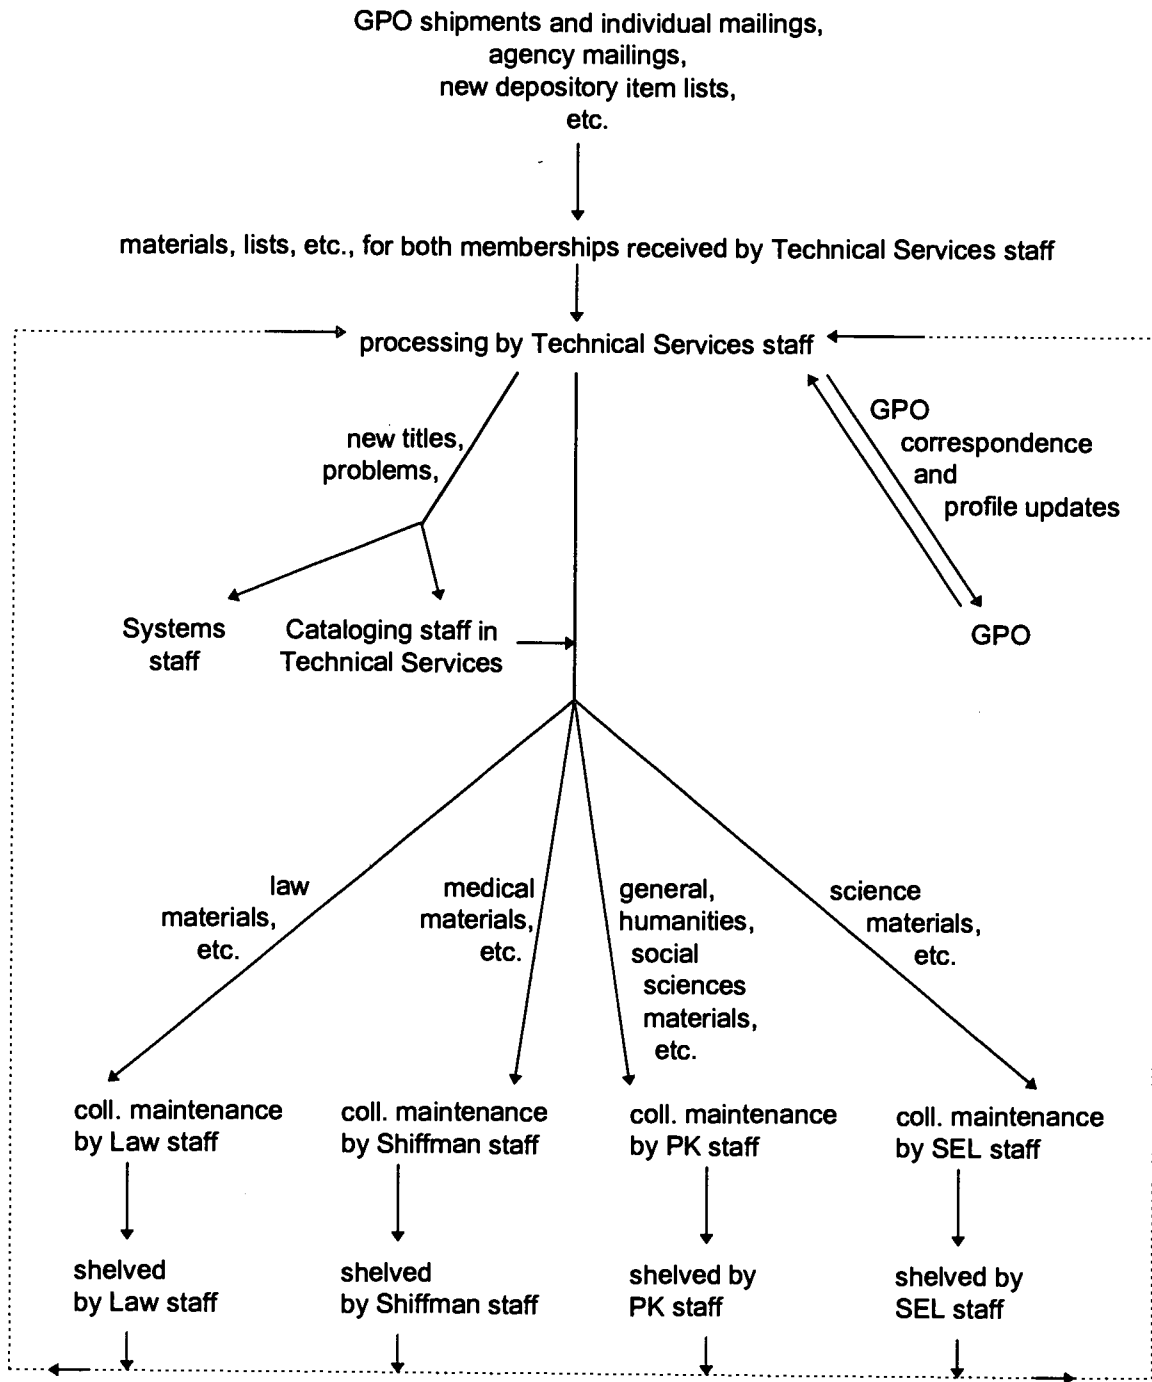 GPO shipments and individual mailings,
agency mailings,
new depository item lists,
etc.
materials, lists, etc., for both memberships received by Technical Services staff
processing by Technical Services staff
new titles,
problems,
GPO
correspondence
and
profile updates
Systems
staff
Cataloging staff in
Technical Services
GPO
law
materials,
etc.
medical
materials,
etc.
general,
humanities,
social
sciences
materials,
etc.
science
materials,
etc.
coll. maintenance
by Law staff
coll. maintenance
by Shiffman staff
coll. maintenance
by PK staff
coll. maintenance
by SEL staff
shelved
by Law staff
shelved
by Shiffman staff
shelved by
PK staff
shelved by
SEL staff